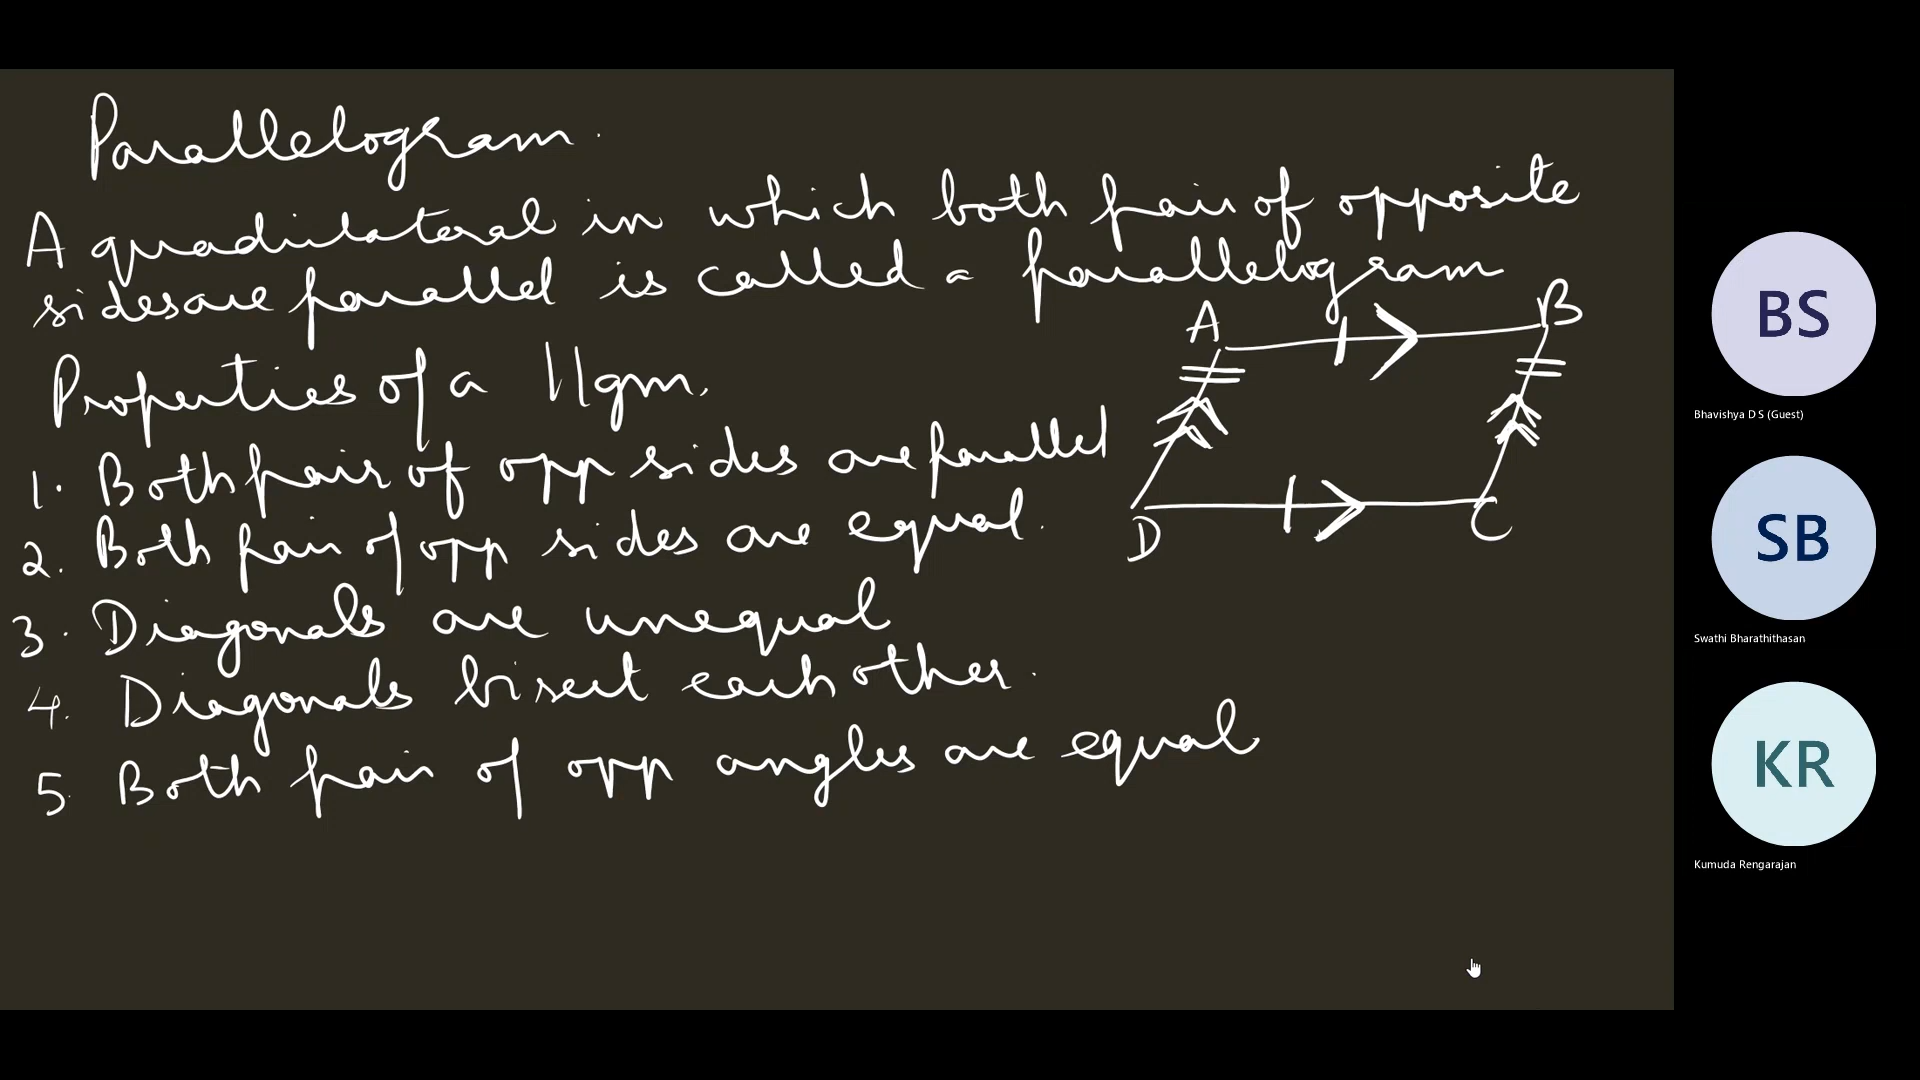 Parallelogram.
A quadrilateral in which both pair of opposite
sides are parallel is called a parallelogram
Properties of a llgm.
1. Both pair of opp sides are parallel
2. Both pair of opp sides are equal.
3. Diagonals are unequal
4. Diagonals bisect each other.
5. Both pair of opp angles are equal
A
B
D
C
BS
Bhavishya D S (Guest)
SB
Swathi Bharathithasan
KR
Kumuda Rengarajan